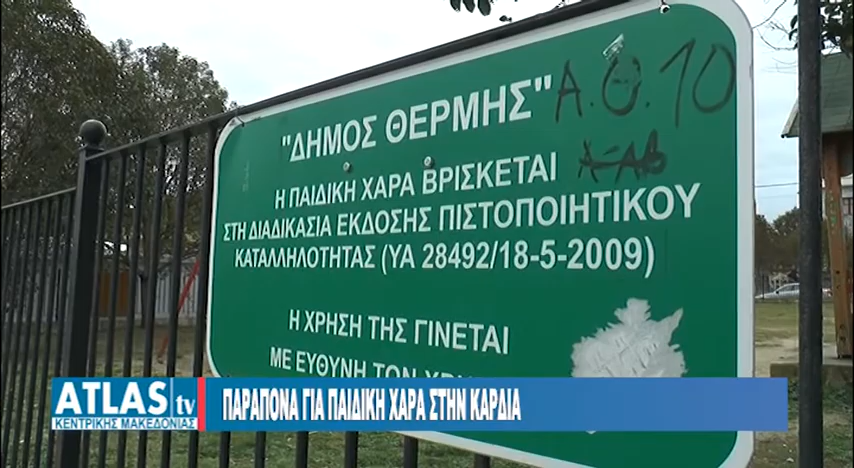 "ΔΗΜΟΣ ΘΕΡΜΗΣ" Α.Θ.10
Η ΠΑΙΔΙΚΗ ΧΑΡΑ ΒΡΙΣΚΕΤΑΙ
ΣΤΗ ΔΙΑΔΙΚΑΣΙΑ ΕΚΔΟΣΗΣ ΠΙΣΤΟΠΟΙΗΤΙΚΟΥ
ΚΑΤΑΛΛΗΛΟΤΗΤΑΣ (ΥΑ 28492/18-5-2009)
Η ΧΡΗΣΗ ΤΗΣ ΓΙΝΕΤΑΙ
ΜΕ ΕΥΘΥΝΗ ΤΩΝ
ATLAS tv
ΚΕΝΤΡΙΚΗΣ ΜΑΚΕΔΟΝΙΑΣ
ΠΑΡΑΠΟΝΑ ΓΙΑ ΠΑΙΔΙΚΗ ΧΑΡΑ ΣΤΗΝ ΚΑΡΔΙΑ